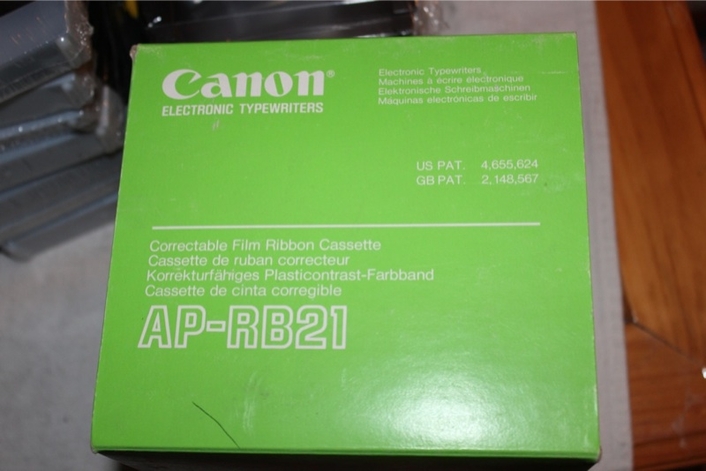 Canon®
ELECTRONIC TYPEWRITERS
Electronic Typewriters
Machines à écrire électronique
Elektronische Schreibmaschinen
Máquinas electrónicas de escribir
US PAT. 4,655,624
GB PAT. 2,148,567
Correctable Film Ribbon Cassette
Cassette de ruban correcteur
Korrekturfähiges Plasticontrast-Farbband
Cassette de cinta corregible
AP-RB21